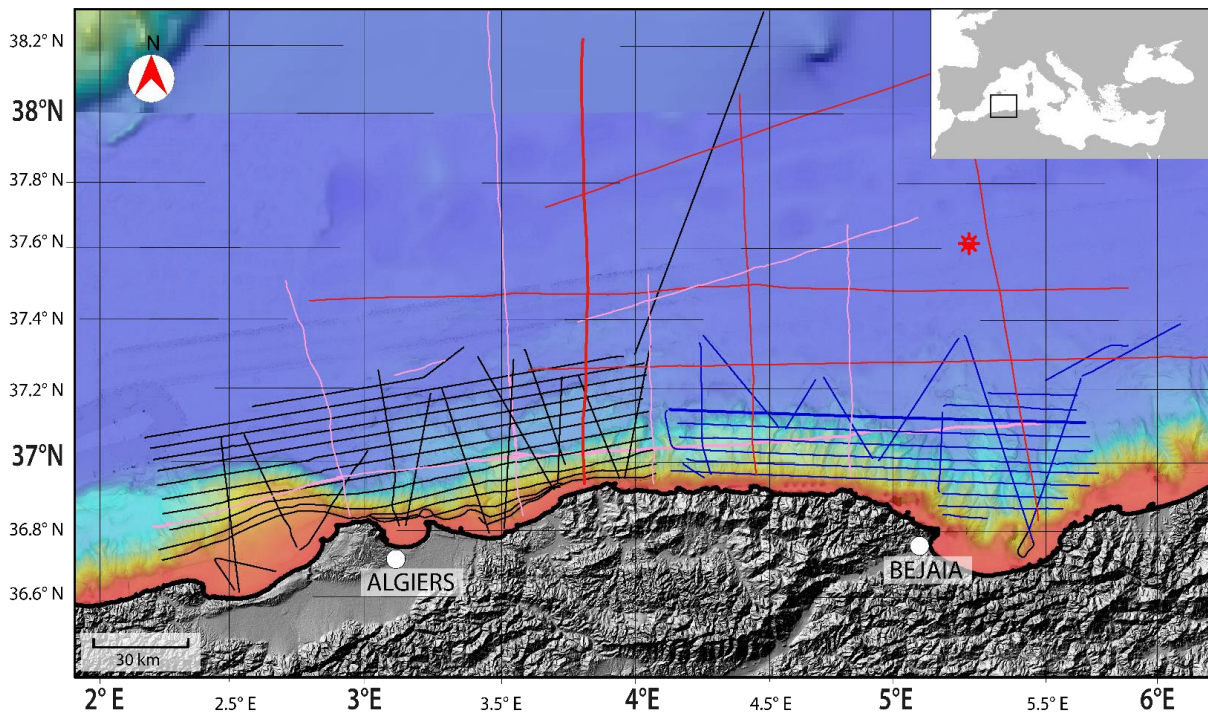 38.2° N
N
38°N
37.8° N
37.6° N
37.4° N
37.2° N
37°N
36.8° N
36.6° N
ALGIERS
BEJAIA
30 km
2° E
2.5° E
3° E
3.5° E
4° E
4.5° E
5° E
5.5° E
6° E